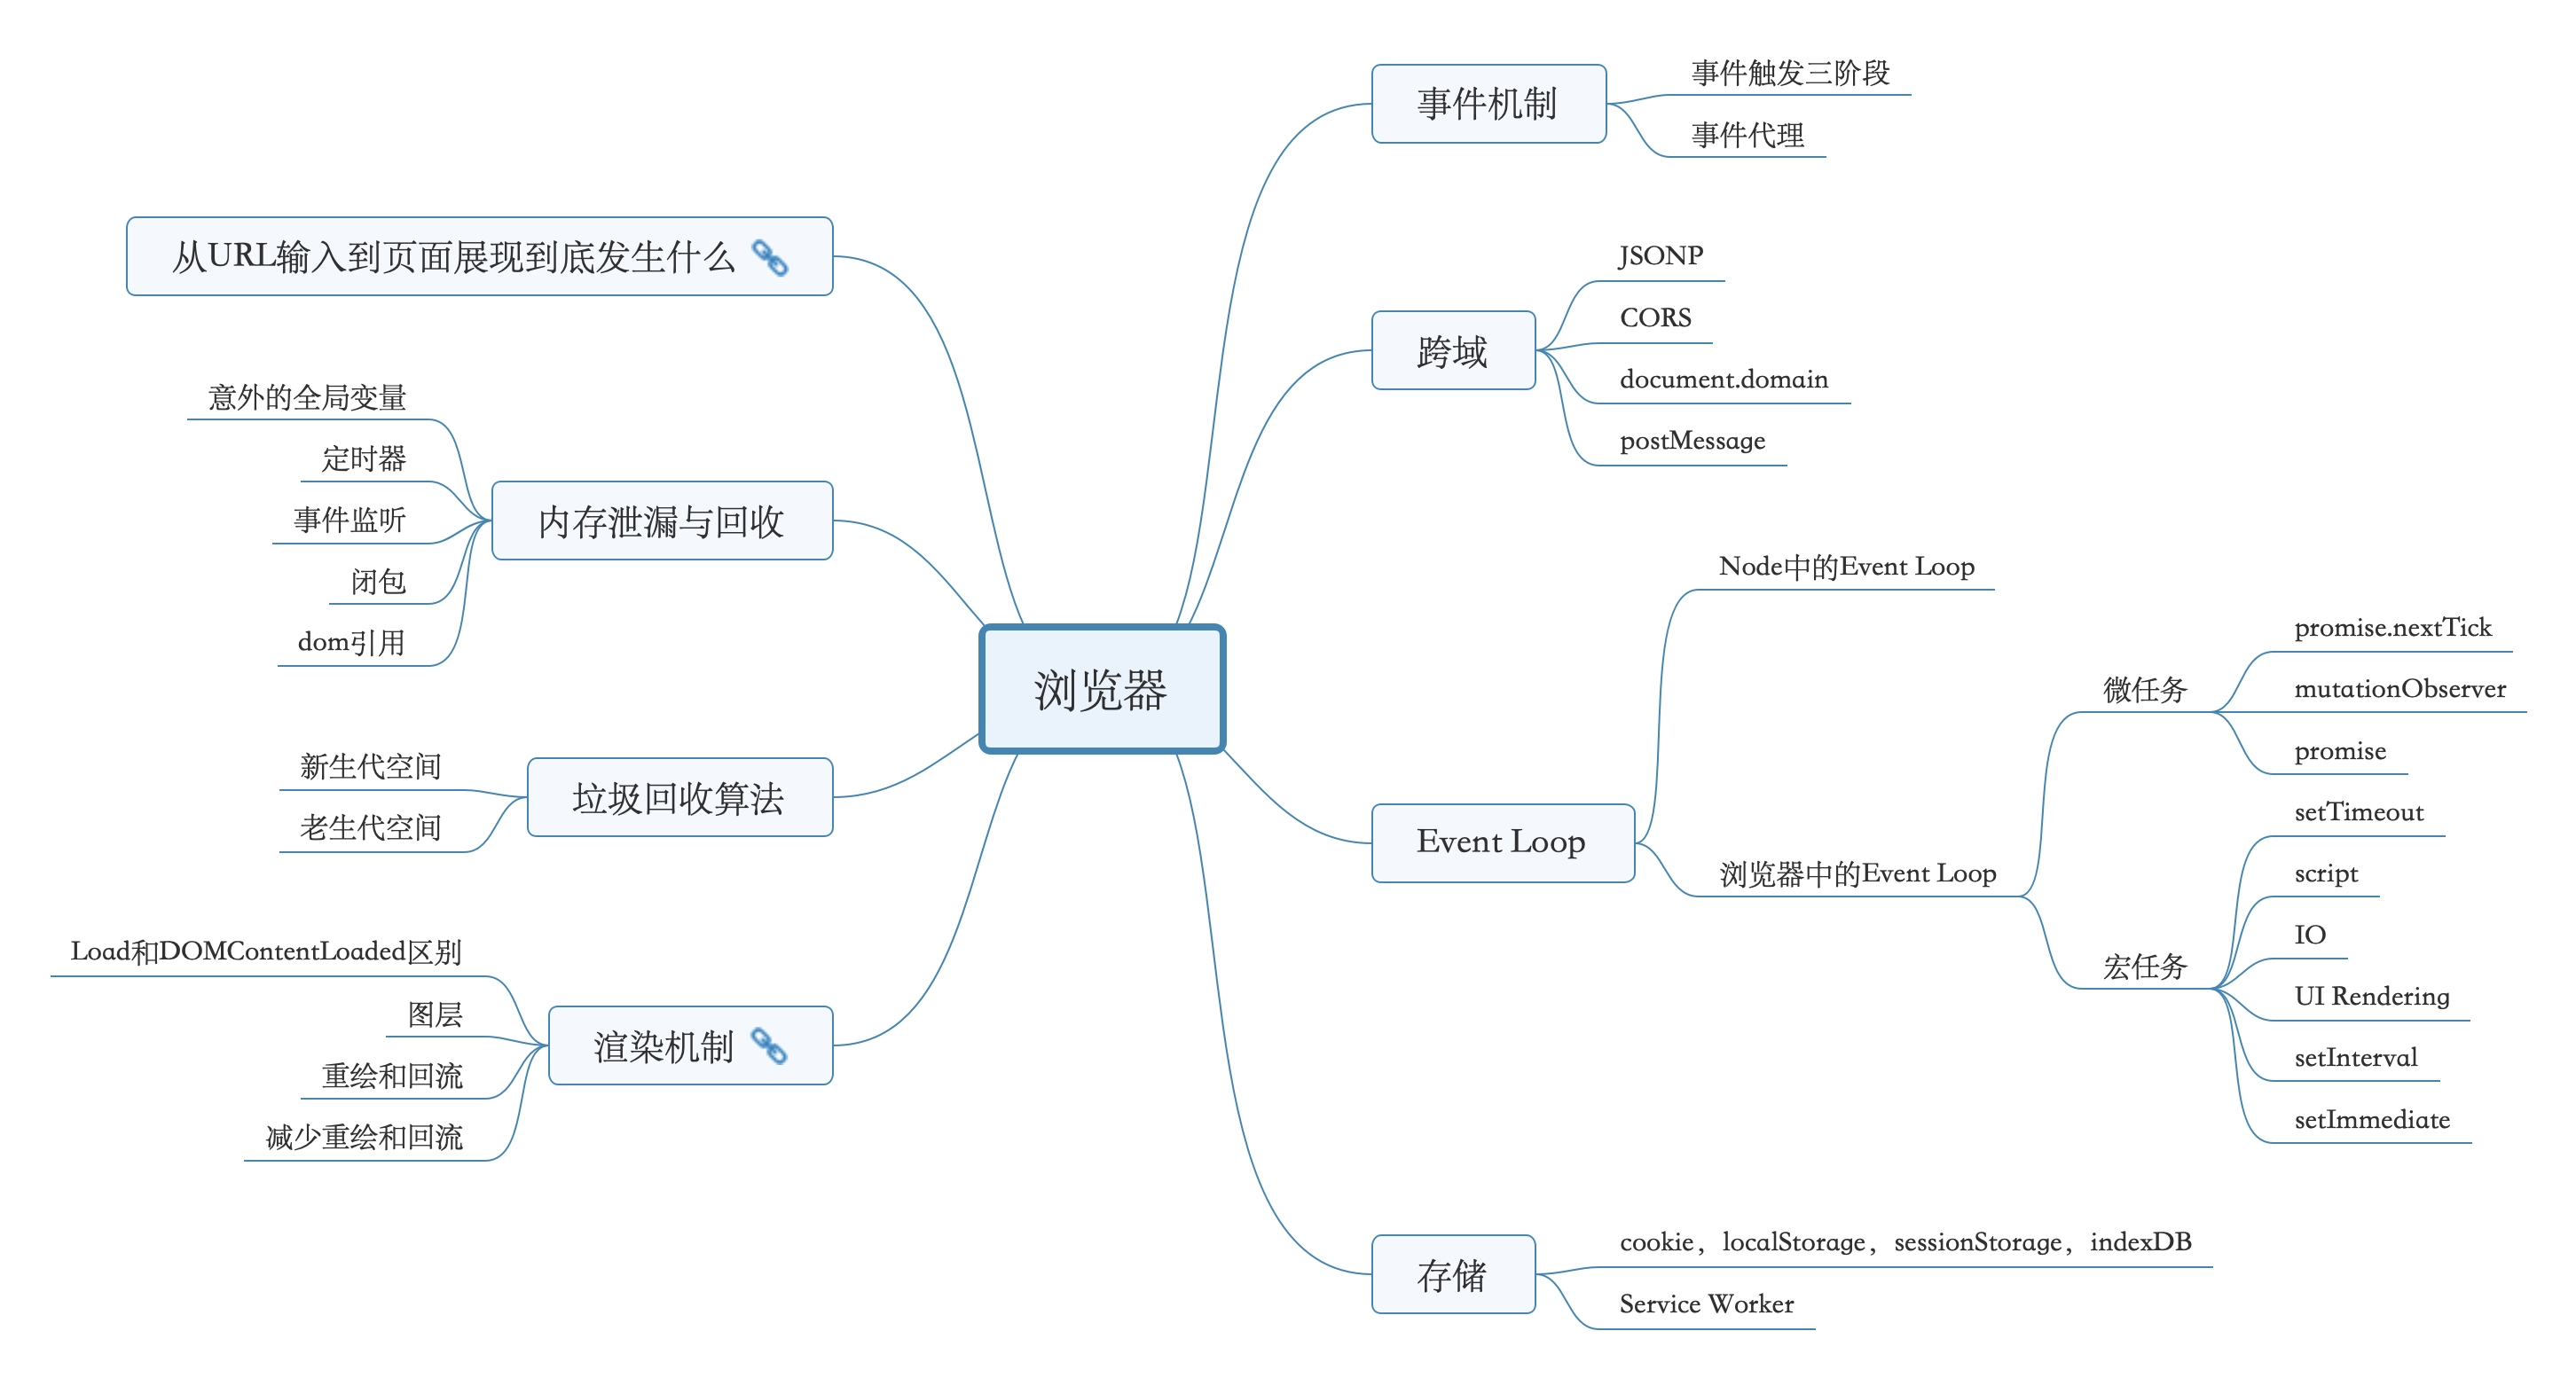 浏览器
事件机制
事件触发三阶段
事件代理
跨域
JSONP
CORS
document.domain
postMessage
Event Loop
Node中的Event Loop
浏览器中的Event Loop
微任务
promise.nextTick
mutationObserver
promise
宏任务
setTimeout
script
IO
UI Rendering
setInterval
setImmediate
存储
cookie，localStorage，sessionStorage，indexDB
Service Worker
从URL输入到页面展现到底发生什么
内存泄漏与回收
意外的全局变量
定时器
事件监听
闭包
dom引用
垃圾回收算法
新生代空间
老生代空间
渲染机制
Load和DOMContentLoaded区别
图层
重绘和回流
减少重绘和回流